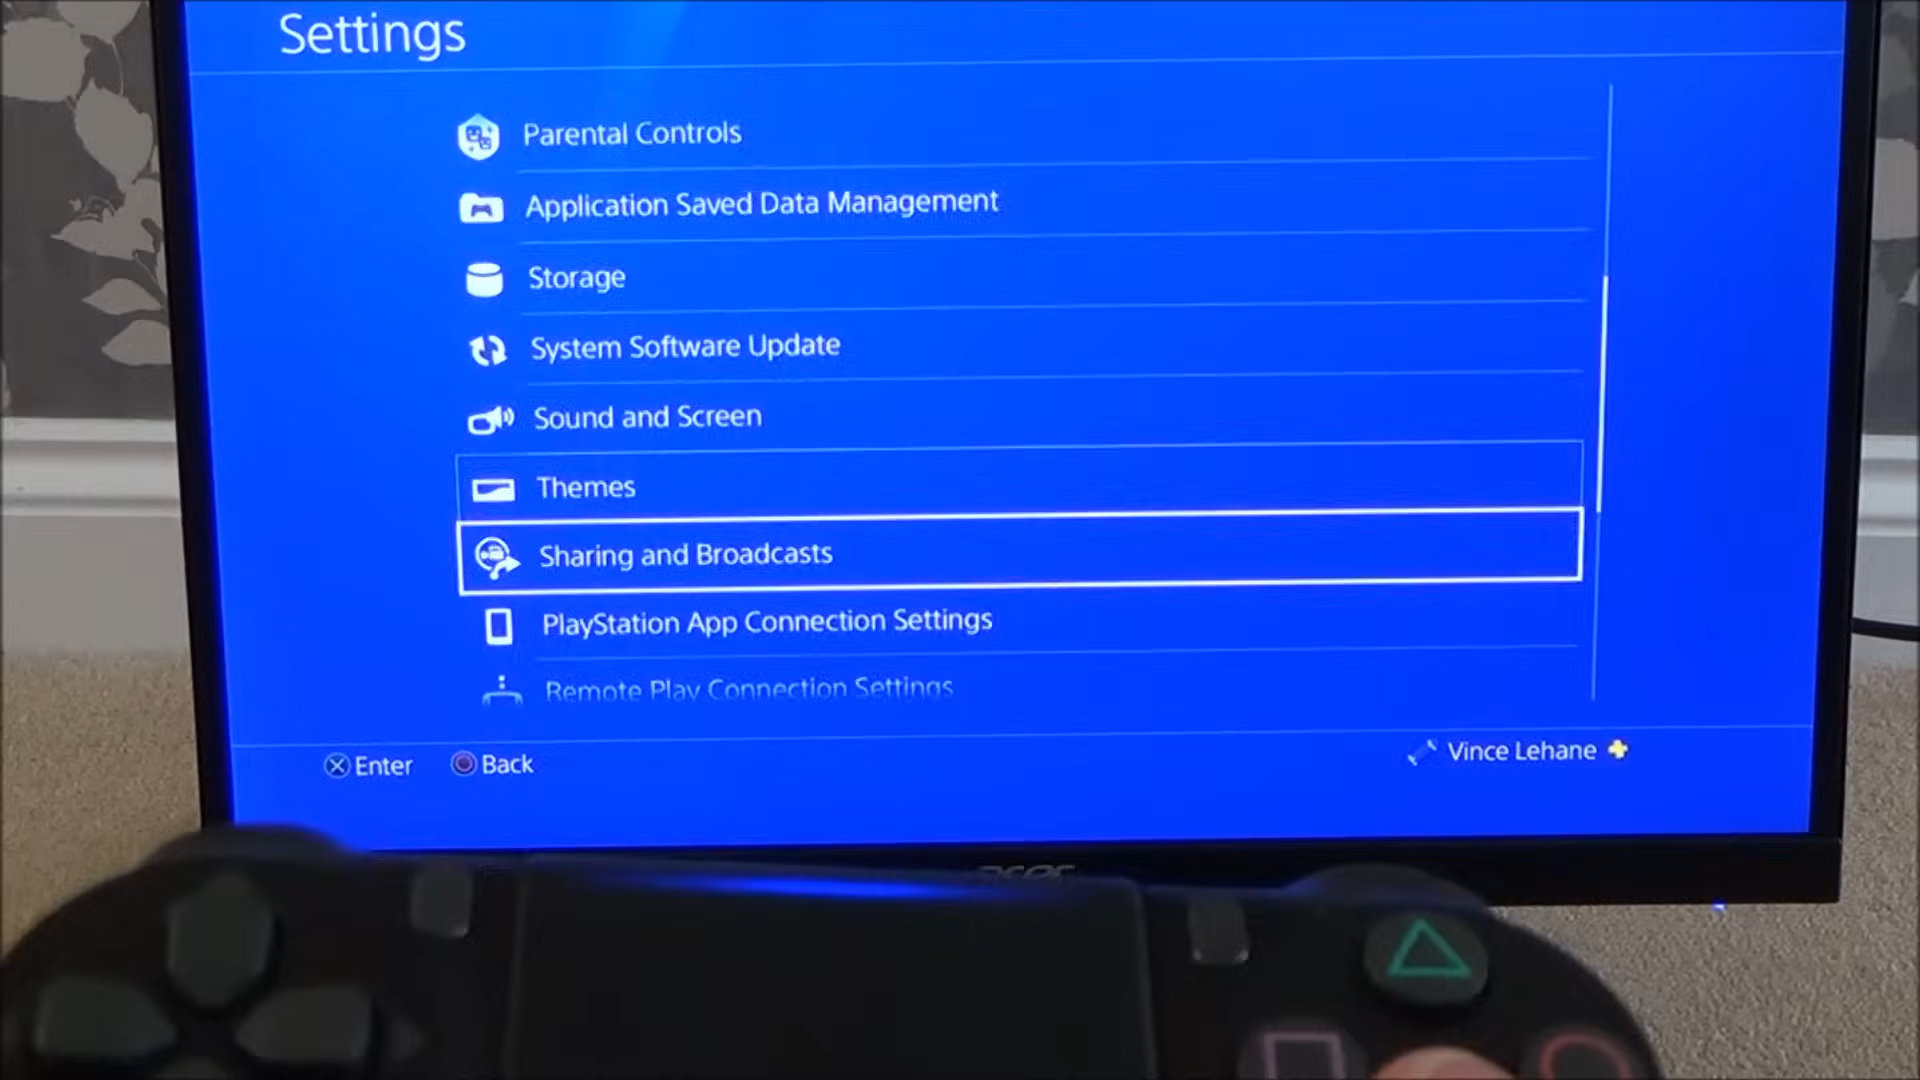 Settings
Parental Controls
Application Saved Data Management
Storage
System Software Update
Sound and Screen
Themes
Sharing and Broadcasts
PlayStation App Connection Settings
Remote Play Connection Settings
Enter
Back
Vince Lehane
acer